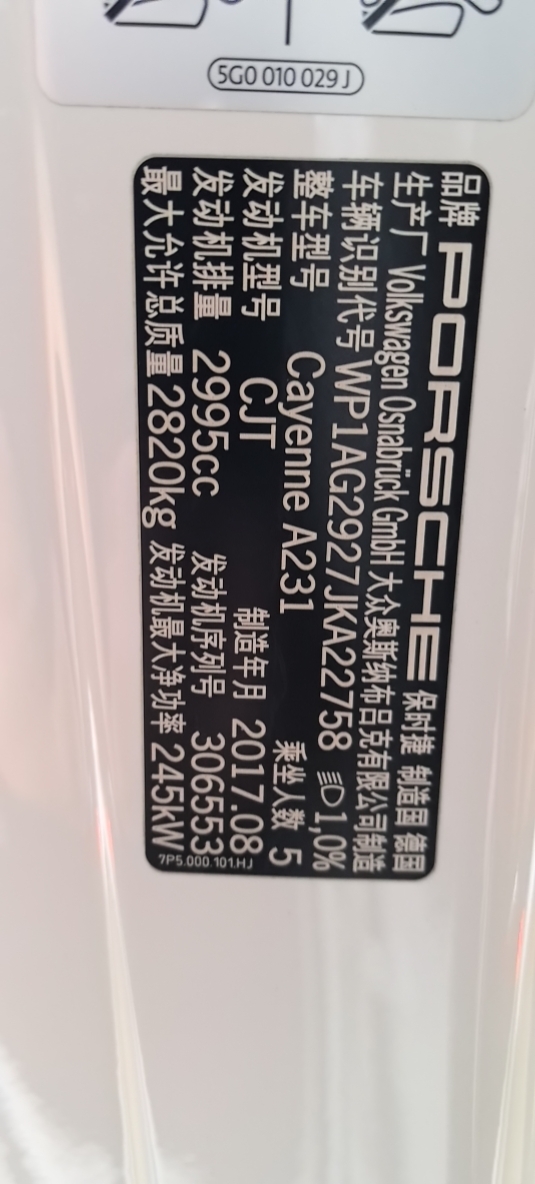 5G0 010 029 J
品牌 PORSCHE 保时捷 制造国 德国
生产厂 Volkswagen Osnabrück GmbH 大众奥斯纳布吕克有限公司制造
车辆识别代号 WP1AG2927JKA22758 1,0%
整车型号 Cayenne A231 乘坐人数 5
发动机型号 CJT 制造年月 2017.08
发动机排量 2995cc 发动机序列号 306553
最大允许总质量 2820kg 发动机最大净功率 245kW
7P5.000.101.HJ